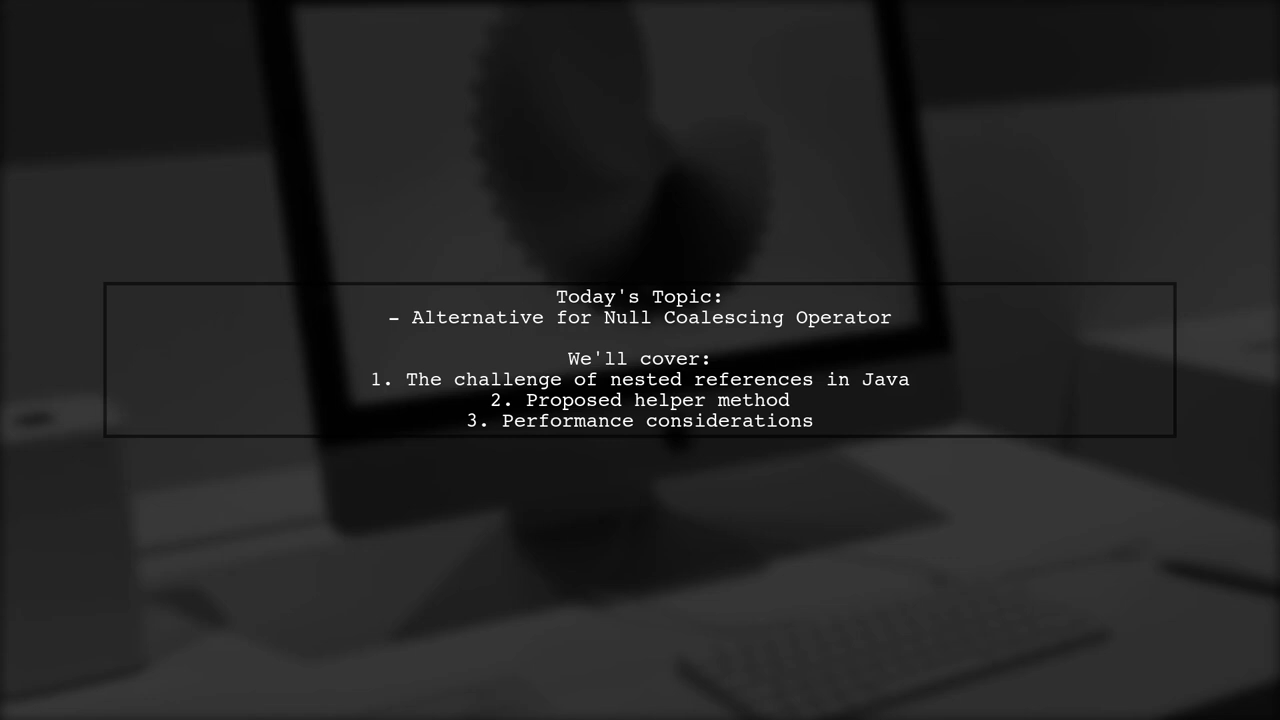 Today's Topic:
– Alternative for Null Coalescing Operator
We'll cover:
1. The challenge of nested references in Java
2. Proposed helper method
3. Performance considerations